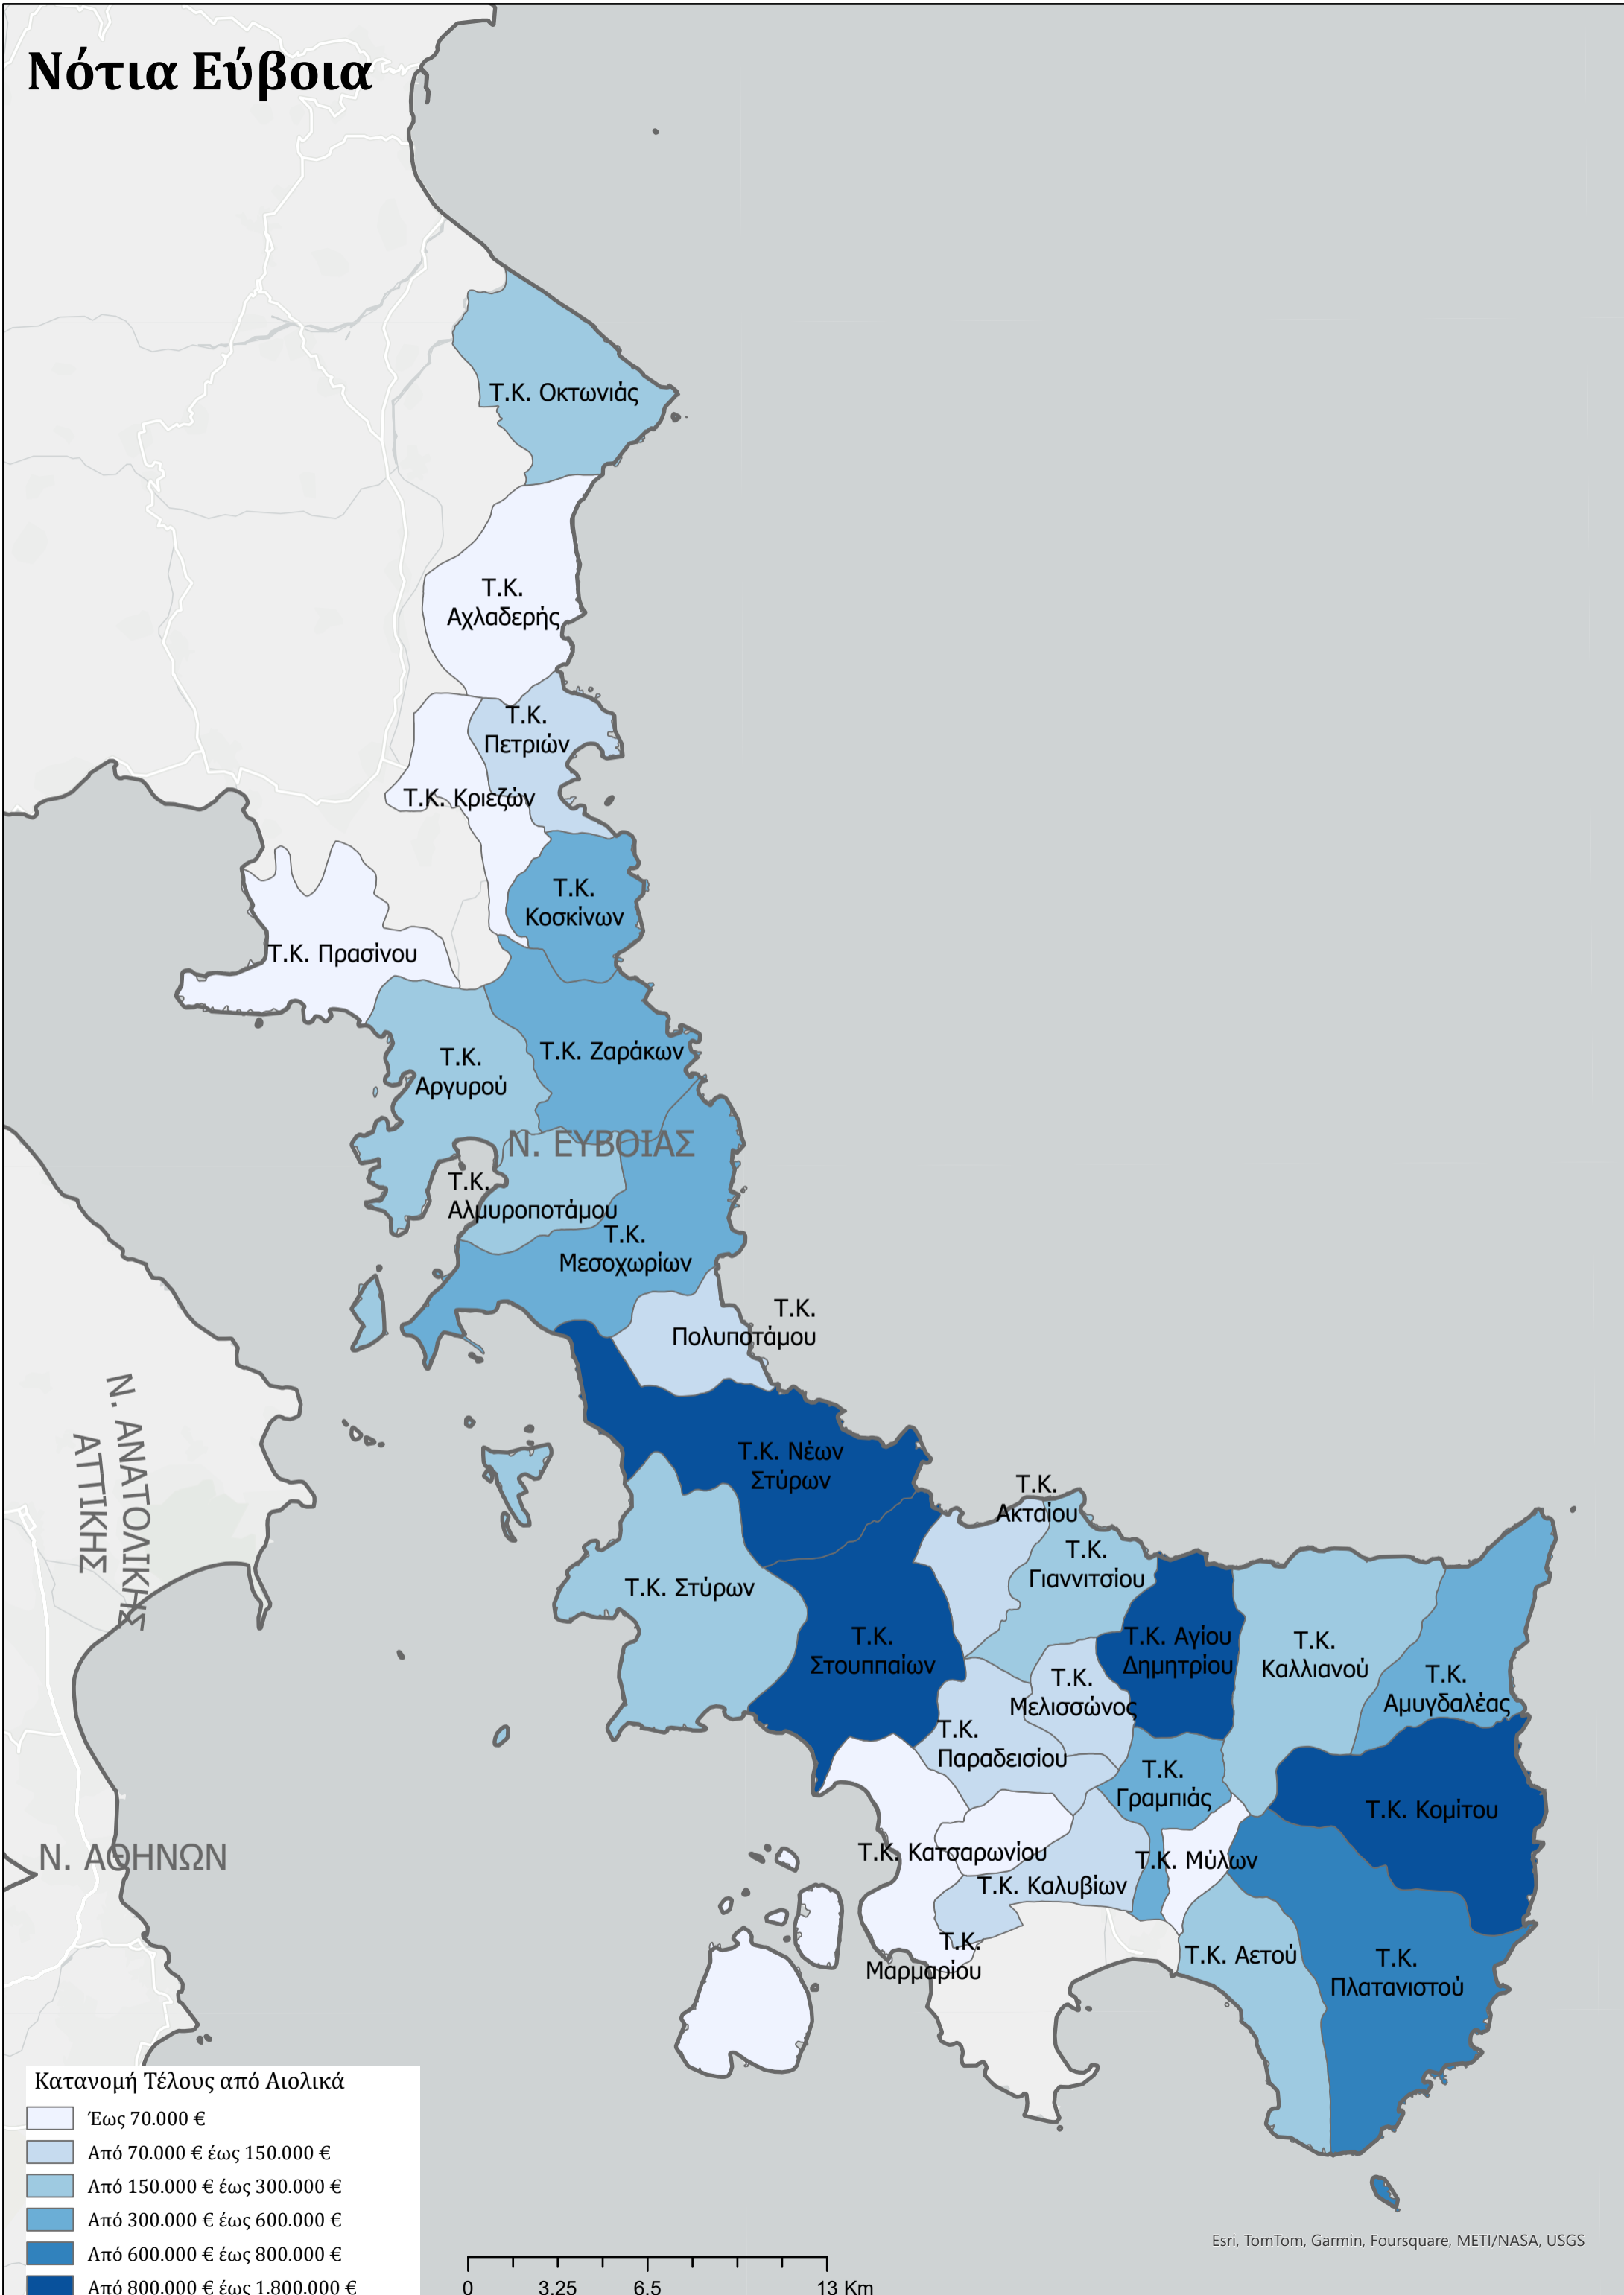 Νότια Εύβοια
Τ.Κ. Οκτωνιάς
Τ.Κ.
Αχλαδερής
Τ.Κ.
Πετριών
Τ.Κ. Κριεζών
Τ.Κ.
Κοσκίνων
Τ.Κ. Πρασίνου
Τ.Κ. Ζαράκων
Τ.Κ.
Αργυρού
Ν. ΕΥΒΟΙΑΣ
Τ.Κ.
Αλμυροποτάμου
Τ.Κ.
Μεσοχωρίων
Τ.Κ.
Πολυποτάμου
Ν. ΑΝΑΤΟΛΙΚΗΣ
ΑΤΤΙΚΗΣ
Τ.Κ. Νέων
Στύρων
Τ.Κ.
Ακταίου
Τ.Κ.
Γιαννιτσίου
Τ.Κ. Στύρων
Τ.Κ.
Στουππαίων
Τ.Κ. Αγίου
Δημητρίου
Τ.Κ.
Καλλιανού
Τ.Κ.
Αμυγδαλέας
Τ.Κ.
Μελισσώνος
Τ.Κ.
Παραδεισίου
Τ.Κ.
Γραμπιάς
Τ.Κ. Κομίτου
Τ.Κ. Κατσαρωνίου
Τ.Κ. Μύλων
Ν. ΑΘΗΝΩΝ
Τ.Κ. Καλυβίων
Τ.Κ.
Μαρμαρίου
Τ.Κ. Αετού
Τ.Κ.
Πλατανιστού
Κατανομή Τέλους από Αιολικά
Έως 70.000 €
Από 70.000 € έως 150.000 €
Από 150.000 € έως 300.000 €
Από 300.000 € έως 600.000 €
Από 600.000 € έως 800.000 €
Από 800.000 € έως 1.800.000 €
Esri, TomTom, Garmin, Foursquare, METI/NASA, USGS
0 3.25 6.5 13 Km